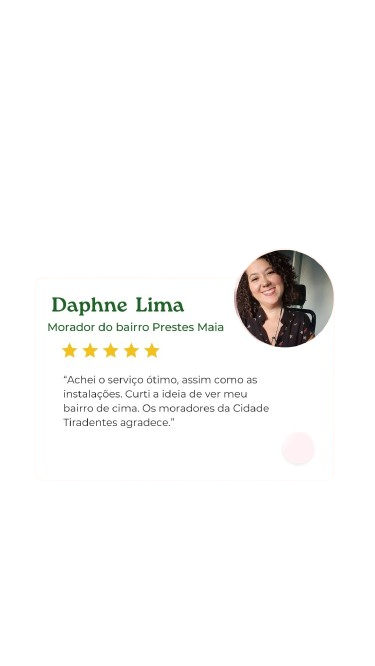 Daphne Lima
Morador do bairro Prestes Maia
“Achei o serviço ótimo, assim como as
instalações. Curti a ideia de ver meu
bairro de cima. Os moradores da Cidade
Tiradentes agradece.”